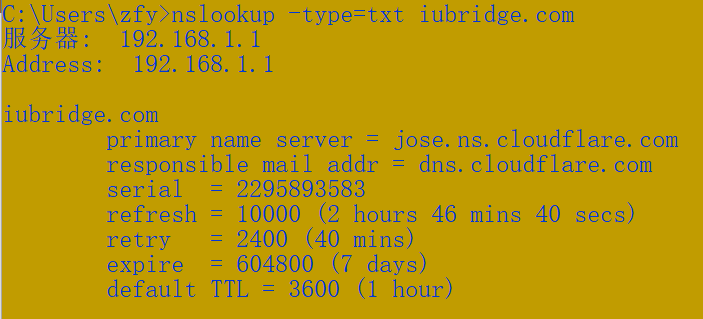 C:\Users\zfy>nslookup -type=txt iubridge.com
服务器:  192.168.1.1
Address:  192.168.1.1

iubridge.com
        primary name server = jose.ns.cloudflare.com
        responsible mail addr = dns.cloudflare.com
        serial  = 2295893583
        refresh = 10000 (2 hours 46 mins 40 secs)
        retry   = 2400 (40 mins)
        expire  = 604800 (7 days)
        default TTL = 3600 (1 hour)